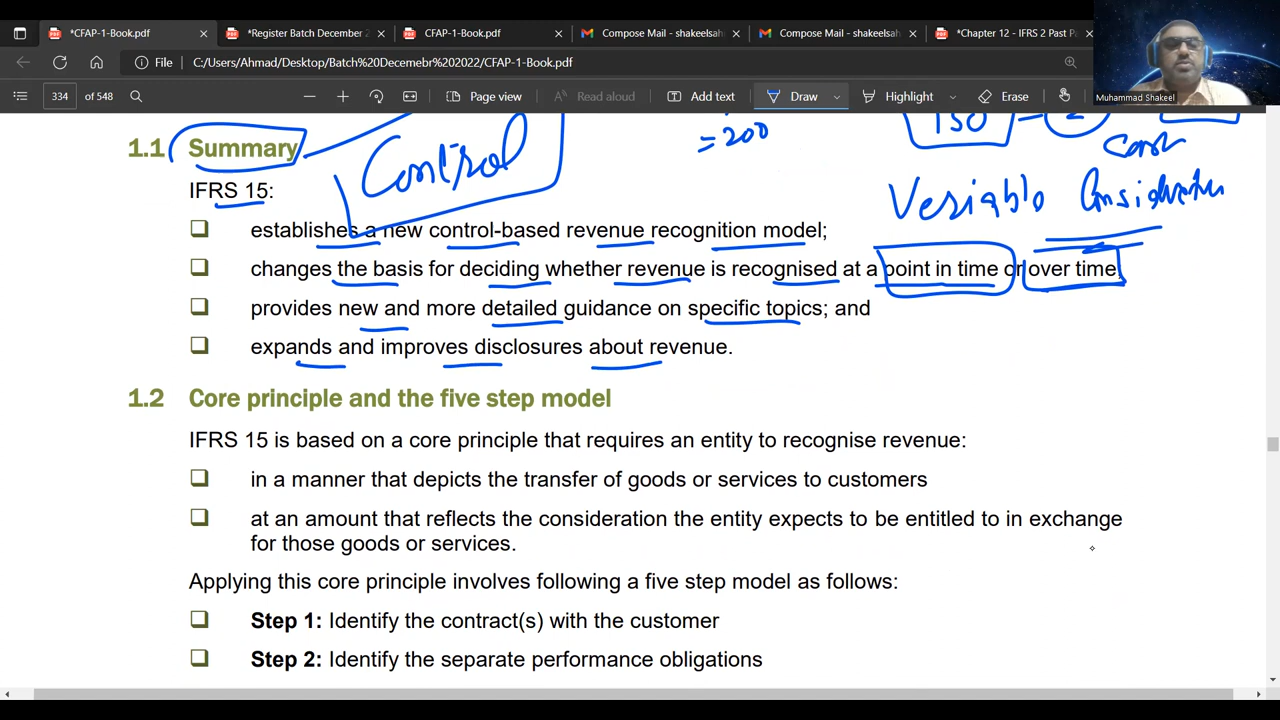 *CFAP-1-Book.pdf
*Register Batch December 2
CFAP-1-Book.pdf
Compose Mail - shakeelsah
Compose Mail - shakeelsah
*Chapter 12 - IFRS 2 Past Pa
File C:/Users/Ahmad/Desktop/Batch%20Decemebr%202022/CFAP-1-Book.pdf
334 of 548
Page view
Read aloud
Add text
Draw
Highlight
Erase
Muhammad Shakeel
= 200
150
Cash
Control
Veriable Consideration
1.1 Summary
IFRS 15:
establishes a new control-based revenue recognition model;
changes the basis for deciding whether revenue is recognised at a point in time or over time;
provides new and more detailed guidance on specific topics; and
expands and improves disclosures about revenue.
1.2 Core principle and the five step model
IFRS 15 is based on a core principle that requires an entity to recognise revenue:
in a manner that depicts the transfer of goods or services to customers
at an amount that reflects the consideration the entity expects to be entitled to in exchange
for those goods or services.
Applying this core principle involves following a five step model as follows:
Step 1: Identify the contract(s) with the customer
Step 2: Identify the separate performance obligations